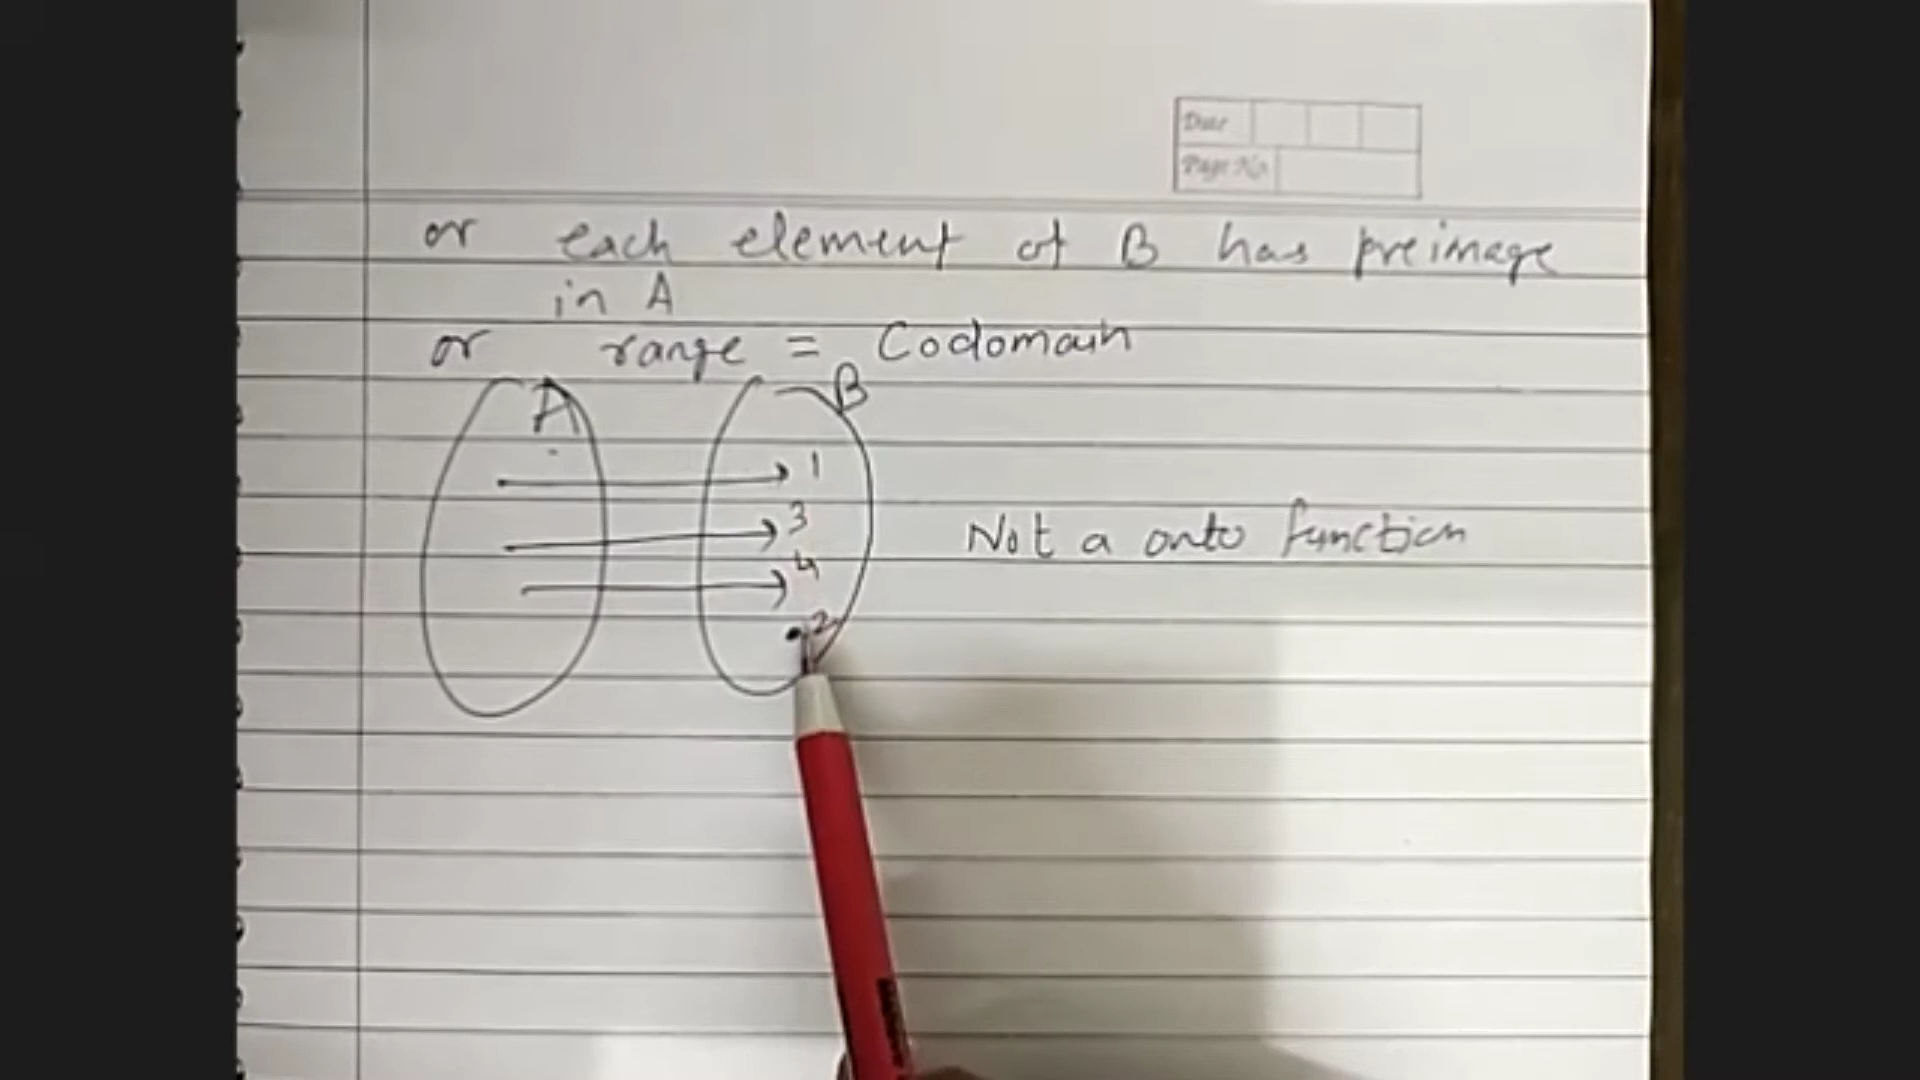 Date
Page No
or each element of B has preimage
in A
or range = Codomain
A B
1
3
4
2
Not a onto function